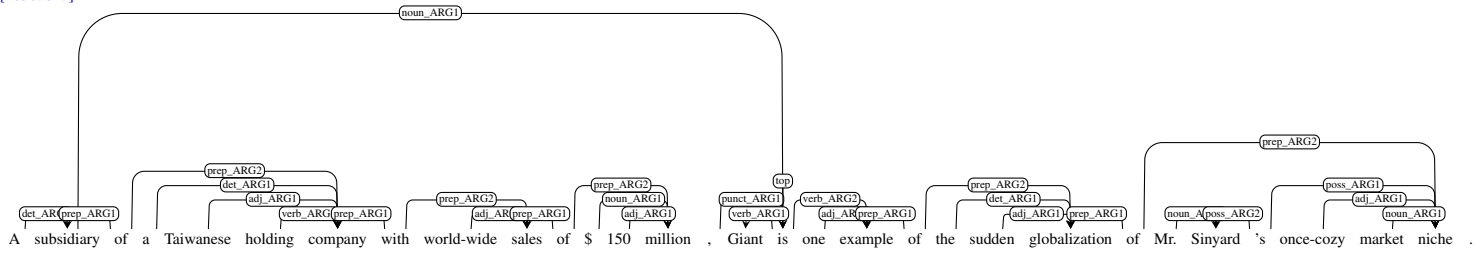 noun_ARG1
prep_ARG2
top
prep_ARG2
det_ARG1
prep_ARG2
prep_ARG2
poss_ARG1
adj_ARG1
prep_ARG2
noun_ARG1
punct_ARG1
verb_ARG2
det_ARG1
adj_ARG1
prep_ARG1
prep_ARG1
prep_ARG1
adj_ARG1
verb_ARG1
prep_ARG1
adj_ARG1
prep_ARG1
poss_ARG2
noun_ARG1
A subsidiary of a Taiwanese holding company with world-wide sales of $ 150 million , Giant is one example of the sudden globalization of Mr. Sinyard 's once-cozy market niche .